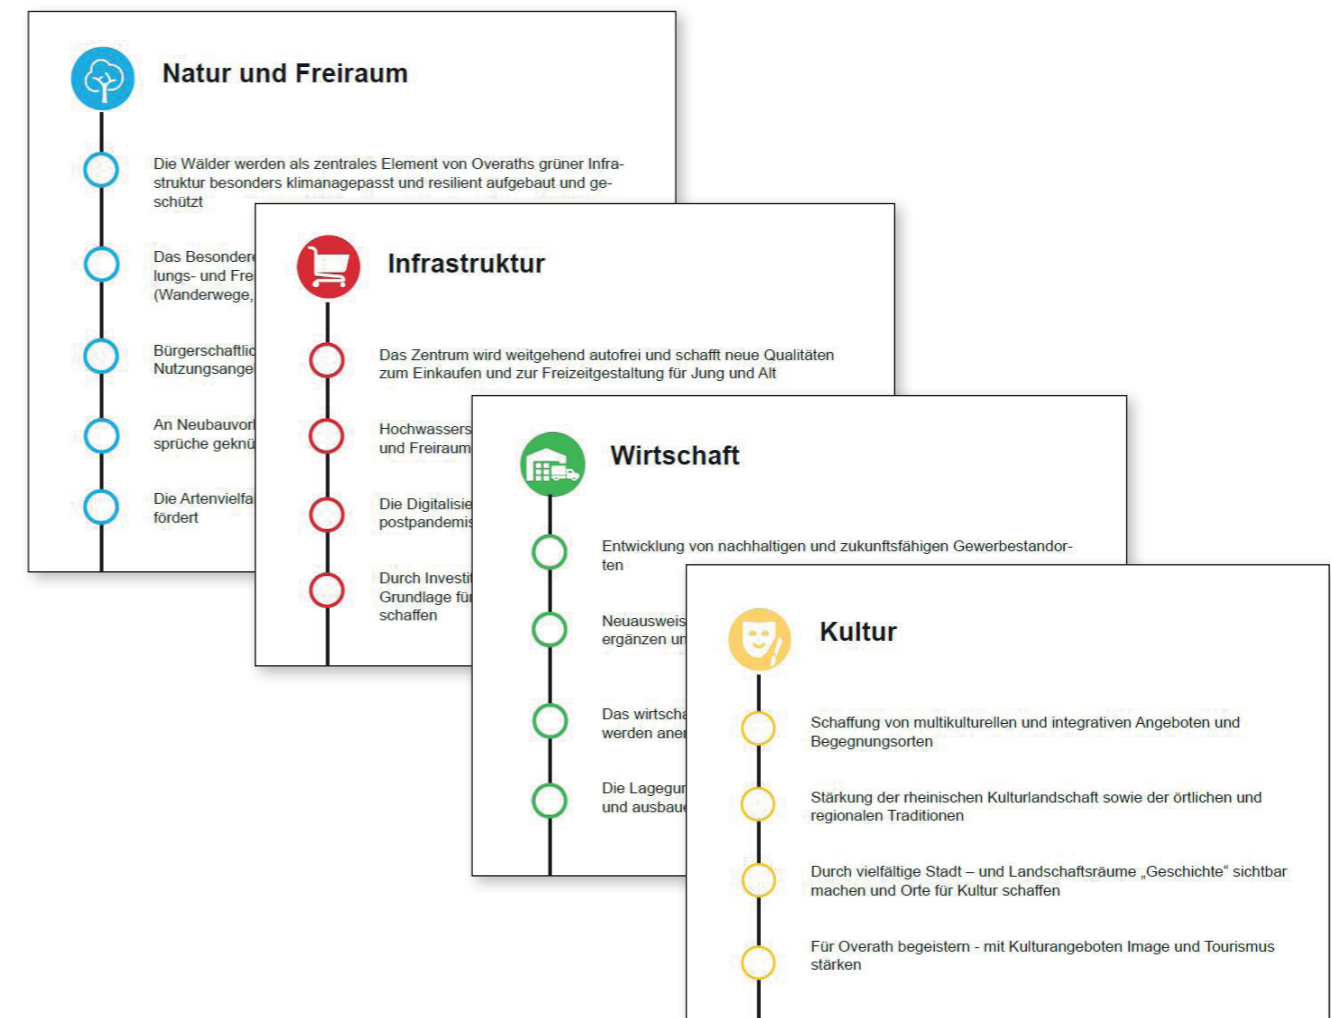 Natur und Freiraum
Die Wälder werden als zentrales Element von Overaths grüner Infra-
struktur besonders klimanagepasst und resilient aufgebaut und ge-
schützt
Das Besondere
lungs- und Frei
(Wanderwege,
Bürgerschaftlic
Nutzungsange
An Neubauvorh
sprüche geknü
Die Artenvielfa
fördert
Infrastruktur
Das Zentrum wird weitgehend autofrei und schafft neue Qualitäten
zum Einkaufen und zur Freizeitgestaltung für Jung und Alt
Hochwassers
und Freiraum
Die Digitalisie
postpandemis
Durch Investit
Grundlage für
schaffen
Wirtschaft
Entwicklung von nachhaltigen und zukunftsfähigen Gewerbestandor-
ten
Neuausweis
ergänzen un
Das wirtscha
werden aner
Die Lagegun
und ausbaue
Kultur
Schaffung von multikulturellen und integrativen Angeboten und
Begegnungsorten
Stärkung der rheinischen Kulturlandschaft sowie der örtlichen und
regionalen Traditionen
Durch vielfältige Stadt – und Landschaftsräume „Geschichte“ sichtbar
machen und Orte für Kultur schaffen
Für Overath begeistern - mit Kulturangeboten Image und Tourismus
stärken